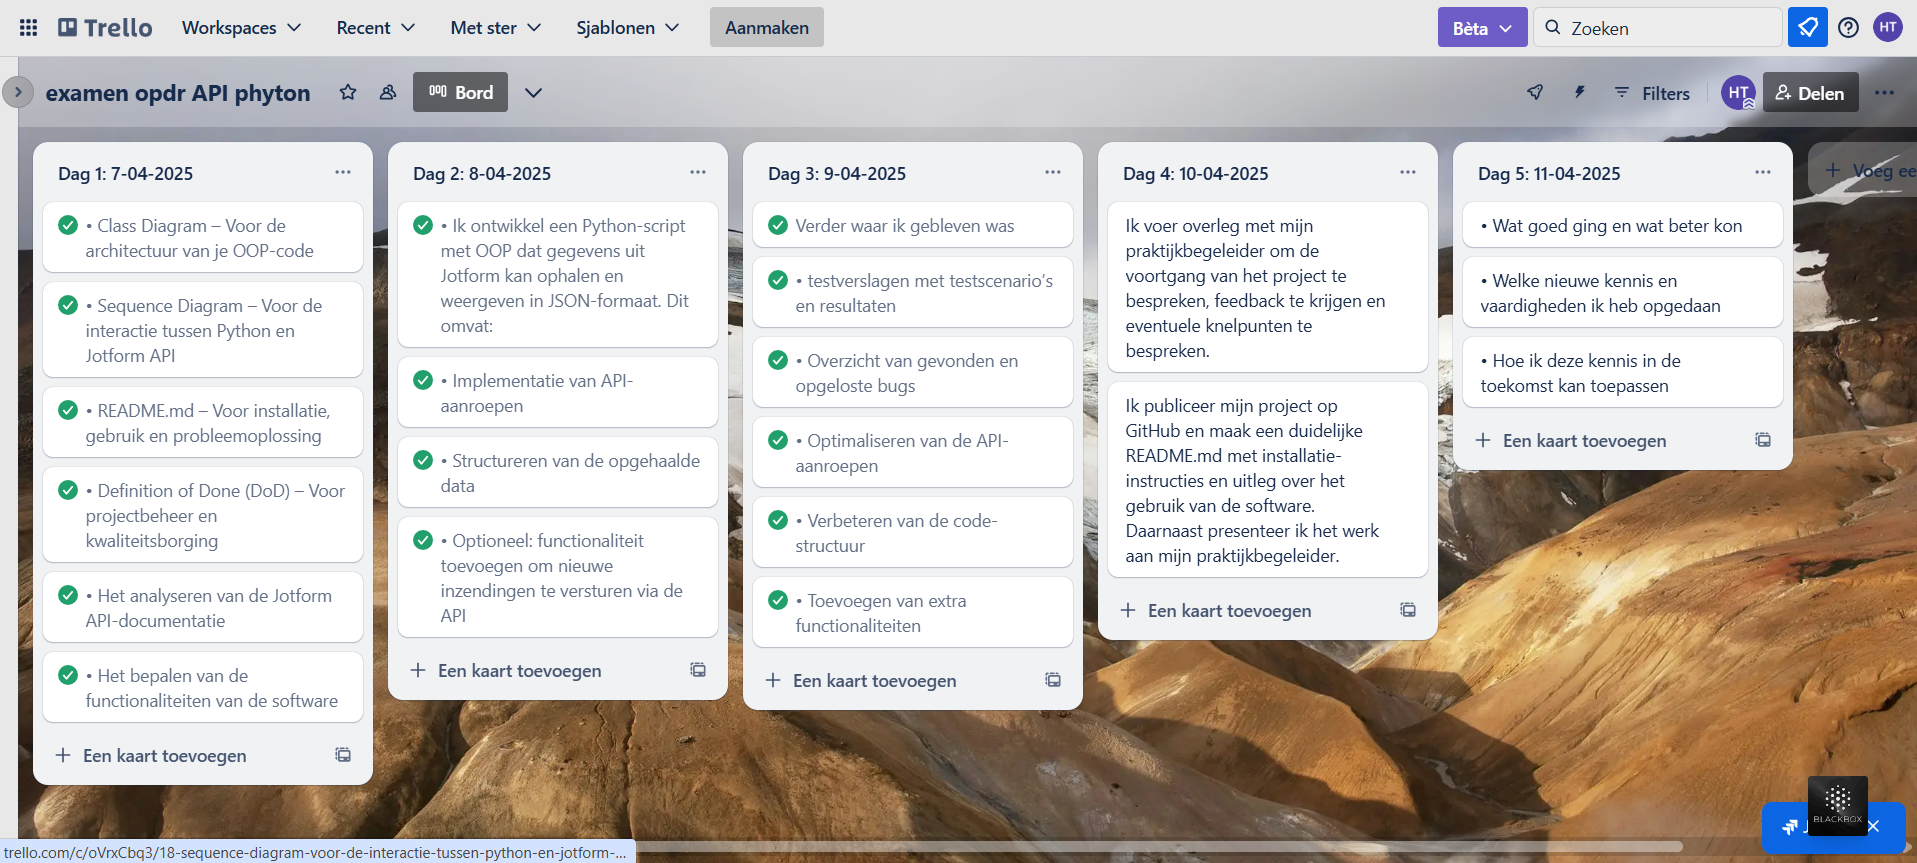 Trello
Workspaces
Recent
Met ster
Sjablonen
Aanmaken
Bèta
Zoeken
HT
examen opdr API phyton
Bord
Filters
HT
Delen
Dag 1: 7-04-2025
• Class Diagram – Voor de
architectuur van je OOP-code
• Sequence Diagram – Voor de
interactie tussen Python en
Jotform API
• README.md – Voor installatie,
gebruik en probleemoplossing
• Definition of Done (DoD) – Voor
projectbeheer en
kwaliteitsborging
• Het analyseren van de Jotform
API-documentatie
• Het bepalen van de
functionaliteiten van de software
Een kaart toevoegen
Dag 2: 8-04-2025
• Ik ontwikkel een Python-script
met OOP dat gegevens uit
Jotform kan ophalen en
weergeven in JSON-formaat. Dit
omvat:
• Implementatie van API-
aanroepen
• Structureren van de opgehaalde
data
• Optioneel: functionaliteit
toevoegen om nieuwe
inzendingen te versturen via de
API
Een kaart toevoegen
Dag 3: 9-04-2025
Verder waar ik gebleven was
• testverslagen met testscenario’s
en resultaten
• Overzicht van gevonden en
opgeloste bugs
• Optimaliseren van de API-
aanroepen
• Verbeteren van de code-
structuur
• Toevoegen van extra
functionaliteiten
Een kaart toevoegen
Dag 4: 10-04-2025
Ik voer overleg met mijn
praktijkbegeleider om de
voortgang van het project te
bespreken, feedback te krijgen en
eventuele knelpunten te
bespreken.
Ik publiceer mijn project op
GitHub en maak een duidelijke
README.md met installatie-
instructies en uitleg over het
gebruik van de software.
Daarnaast presenteer ik het werk
aan mijn praktijkbegeleider.
Een kaart toevoegen
Dag 5: 11-04-2025
• Wat goed ging en wat beter kon
• Welke nieuwe kennis en
vaardigheden ik heb opgedaan
• Hoe ik deze kennis in de
toekomst kan toepassen
Een kaart toevoegen
Voeg ee
BLACKBOX
trello.com/c/oVrxCbq3/18-sequence-diagram-voor-de-interactie-tussen-python-en-jotform-...